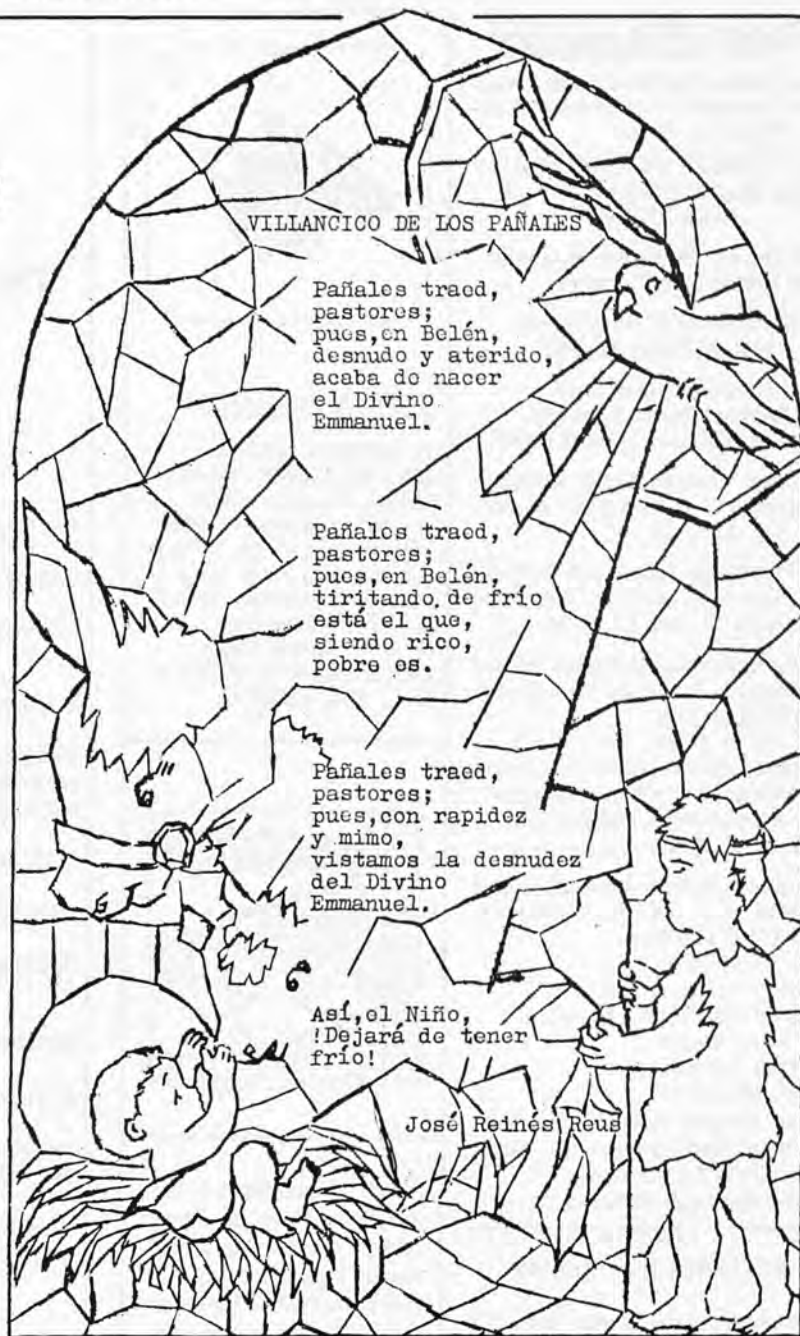 VILLANCICO DE LOS PAÑALES
Pañales traed,
pastores;
pues,en Belén,
desnudo y aterido,
acaba de nacer
el Divino
Emmanuel.
Pañales traed,
pastores;
pues,en Belén,
tiritando de frío
está el que,
siendo rico,
pobre es.
Pañales traed,
pastores;
pues,con rapidez
y mimo,
vistamos la desnudez
del Divino
Emmanuel.
Así,el Niño,
!Dejará de tener
frío!
José Reinés Reus